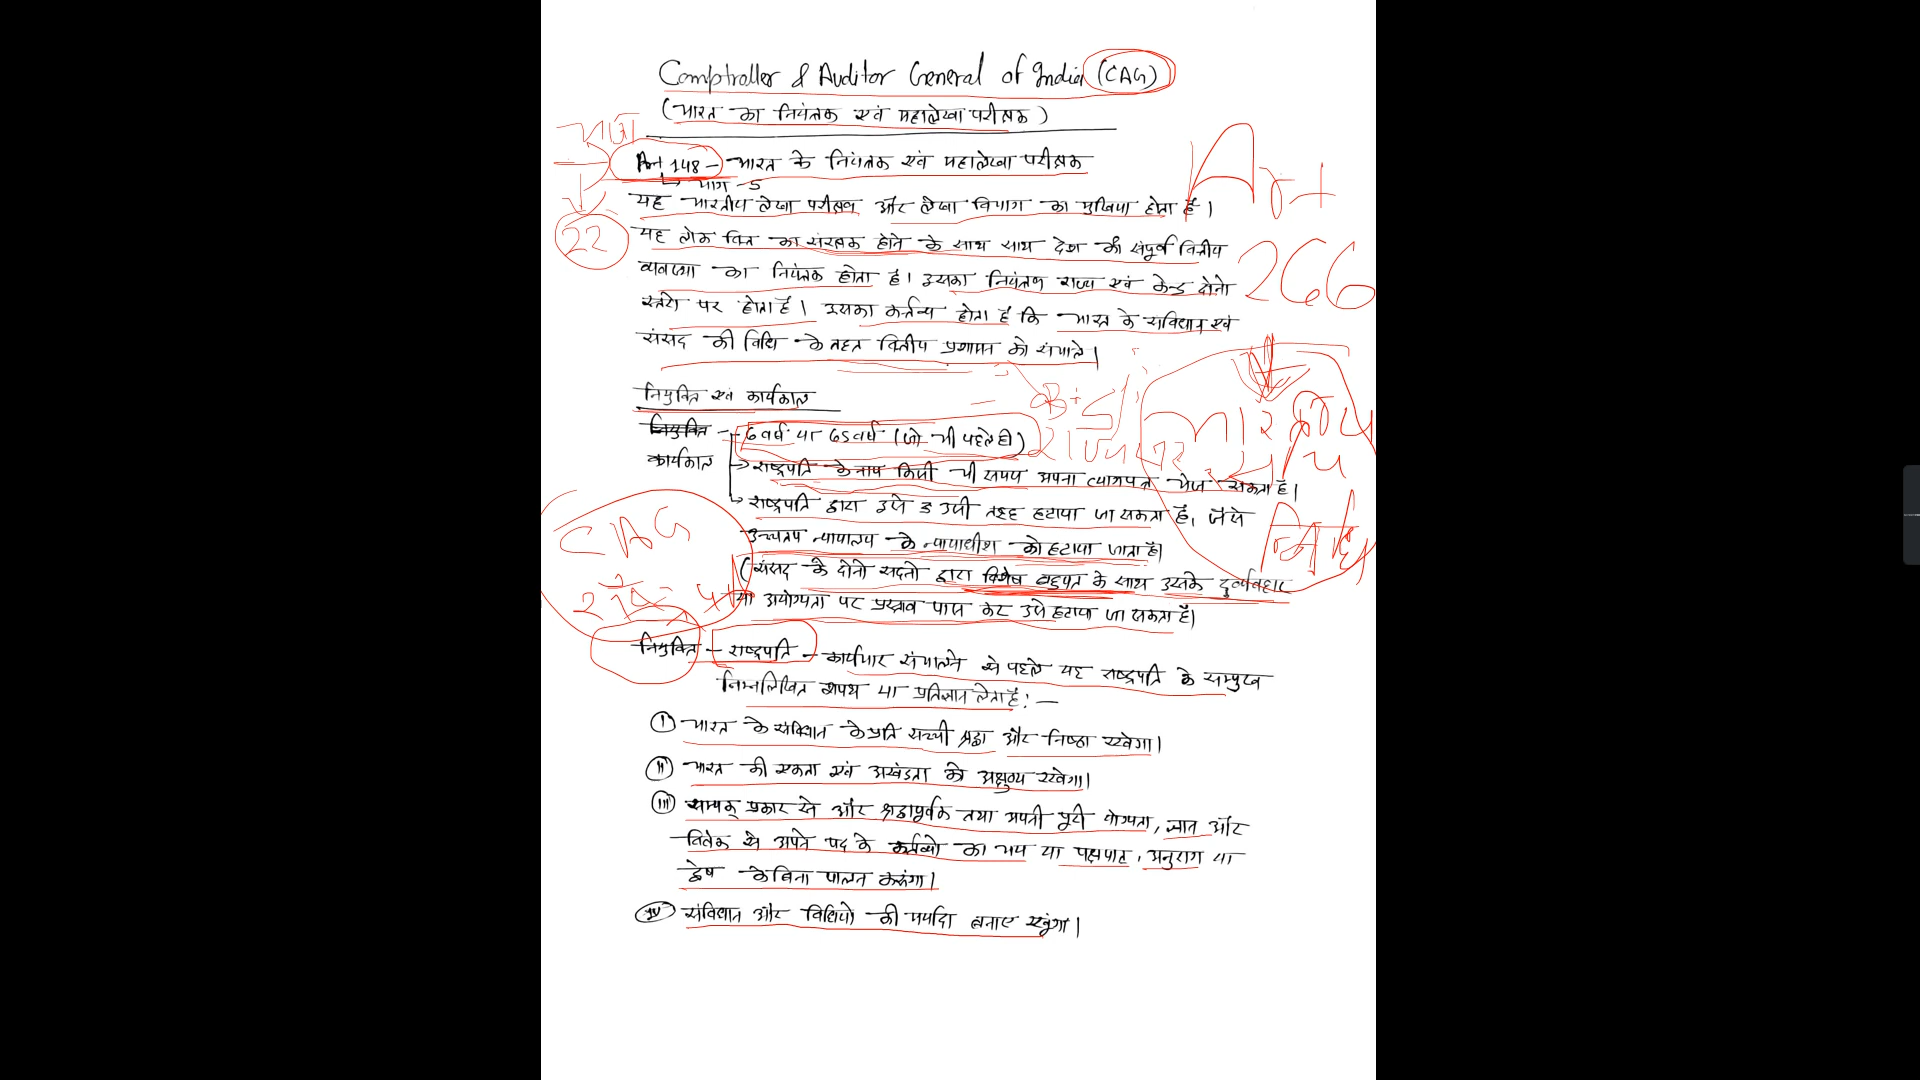 Comptroller & Auditor General of India (CAG)
(भारत का नियंत्रक एवं महालेखा परीक्षक)
Art 148 - भारत के नियंत्रक एवं महालेखा परीक्षक
↳ भाग - 5
यह भारतीय लेखा परीक्षण और लेखा विभाग का मुखिया होता है।
22
यह लोक वित्त का संरक्षक होने के साथ साथ देश की संपूर्ण वित्तीय
व्यवस्था का नियंत्रक होता है। उसका नियंत्रण राज्य एवं केन्द्र दोनो
स्तरो पर होता है। उसका कर्तव्य होता है कि भारत के संविधान एवं
संसद की विधि के तहत वित्तीय प्रशासन को संभाले।
Art
266
नियुक्ति एवं कार्यकाल
नियुक्ति
कार्यकाल
- 6 वर्ष या 65 वर्ष (जो भी पहले हो)
→ राष्ट्रपति के नाम किसी भी समय अपना त्यागपत्र भेज सकता है।
↳ राष्ट्रपति द्वारा उसे उसी तरह हटाया जा सकता है, जैसे
उच्चतम न्यायालय के न्यायाधीश को हटाया जाता है।
(संसद के दोनो सदनो द्वारा विशेष बहुमत के साथ उसके दुर्व्यवहार
या अयोग्यता पर प्रस्ताव पास कर उसे हटाया जा सकता है।
CAG
नियुक्ति - राष्ट्रपति - कार्यभार संभालने से पहले यह राष्ट्रपति के सम्मुख
निम्नलिखित शपथ या प्रतिज्ञान लेता है: —
(i) भारत के संविधान के प्रति सच्ची श्रद्धा और निष्ठा रखेगा।
(ii) भारत की एकता एवं अखंडता को अक्षुण्य रखेगा।
(iii) सम्यक् प्रकार से और श्रद्धापूर्वक तथा अपनी पूरी योग्यता, ज्ञान और
विवेक से अपने पद के कर्तव्यो का भय या पक्षपात, अनुराग या
द्वेष के बिना पालन करूंगा।
(iv) संविधान और विधियो की मर्यादा बनाए रखूंगा।